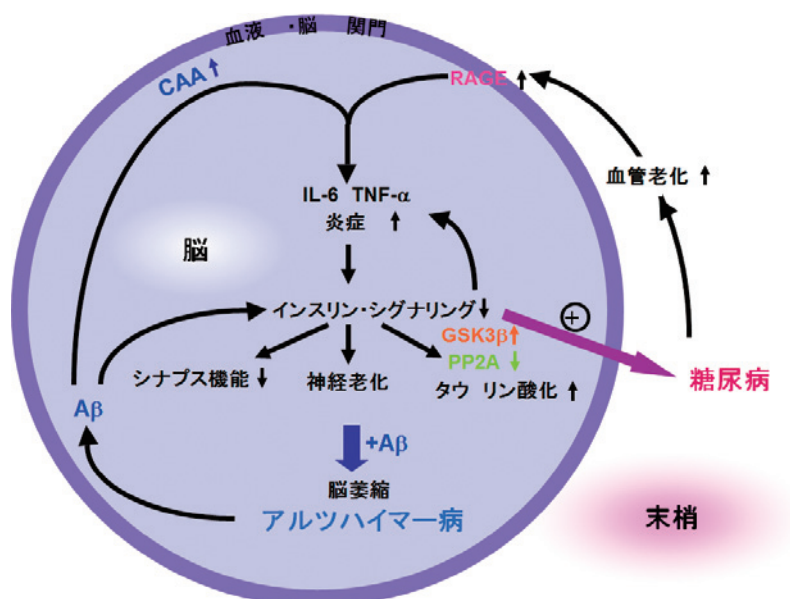 血液・脳 関門
CAA↑
RAGE ↑
血管老化 ↑
IL-6 TNF-α
炎症 ↑
脳
インスリン・シグナリング↓
+
GSK3β↑
PP2A ↓
シナプス機能↓
神経老化
タウ リン酸化 ↑
糖尿病
Aβ
+Aβ
脳萎縮
アルツハイマー病
末梢